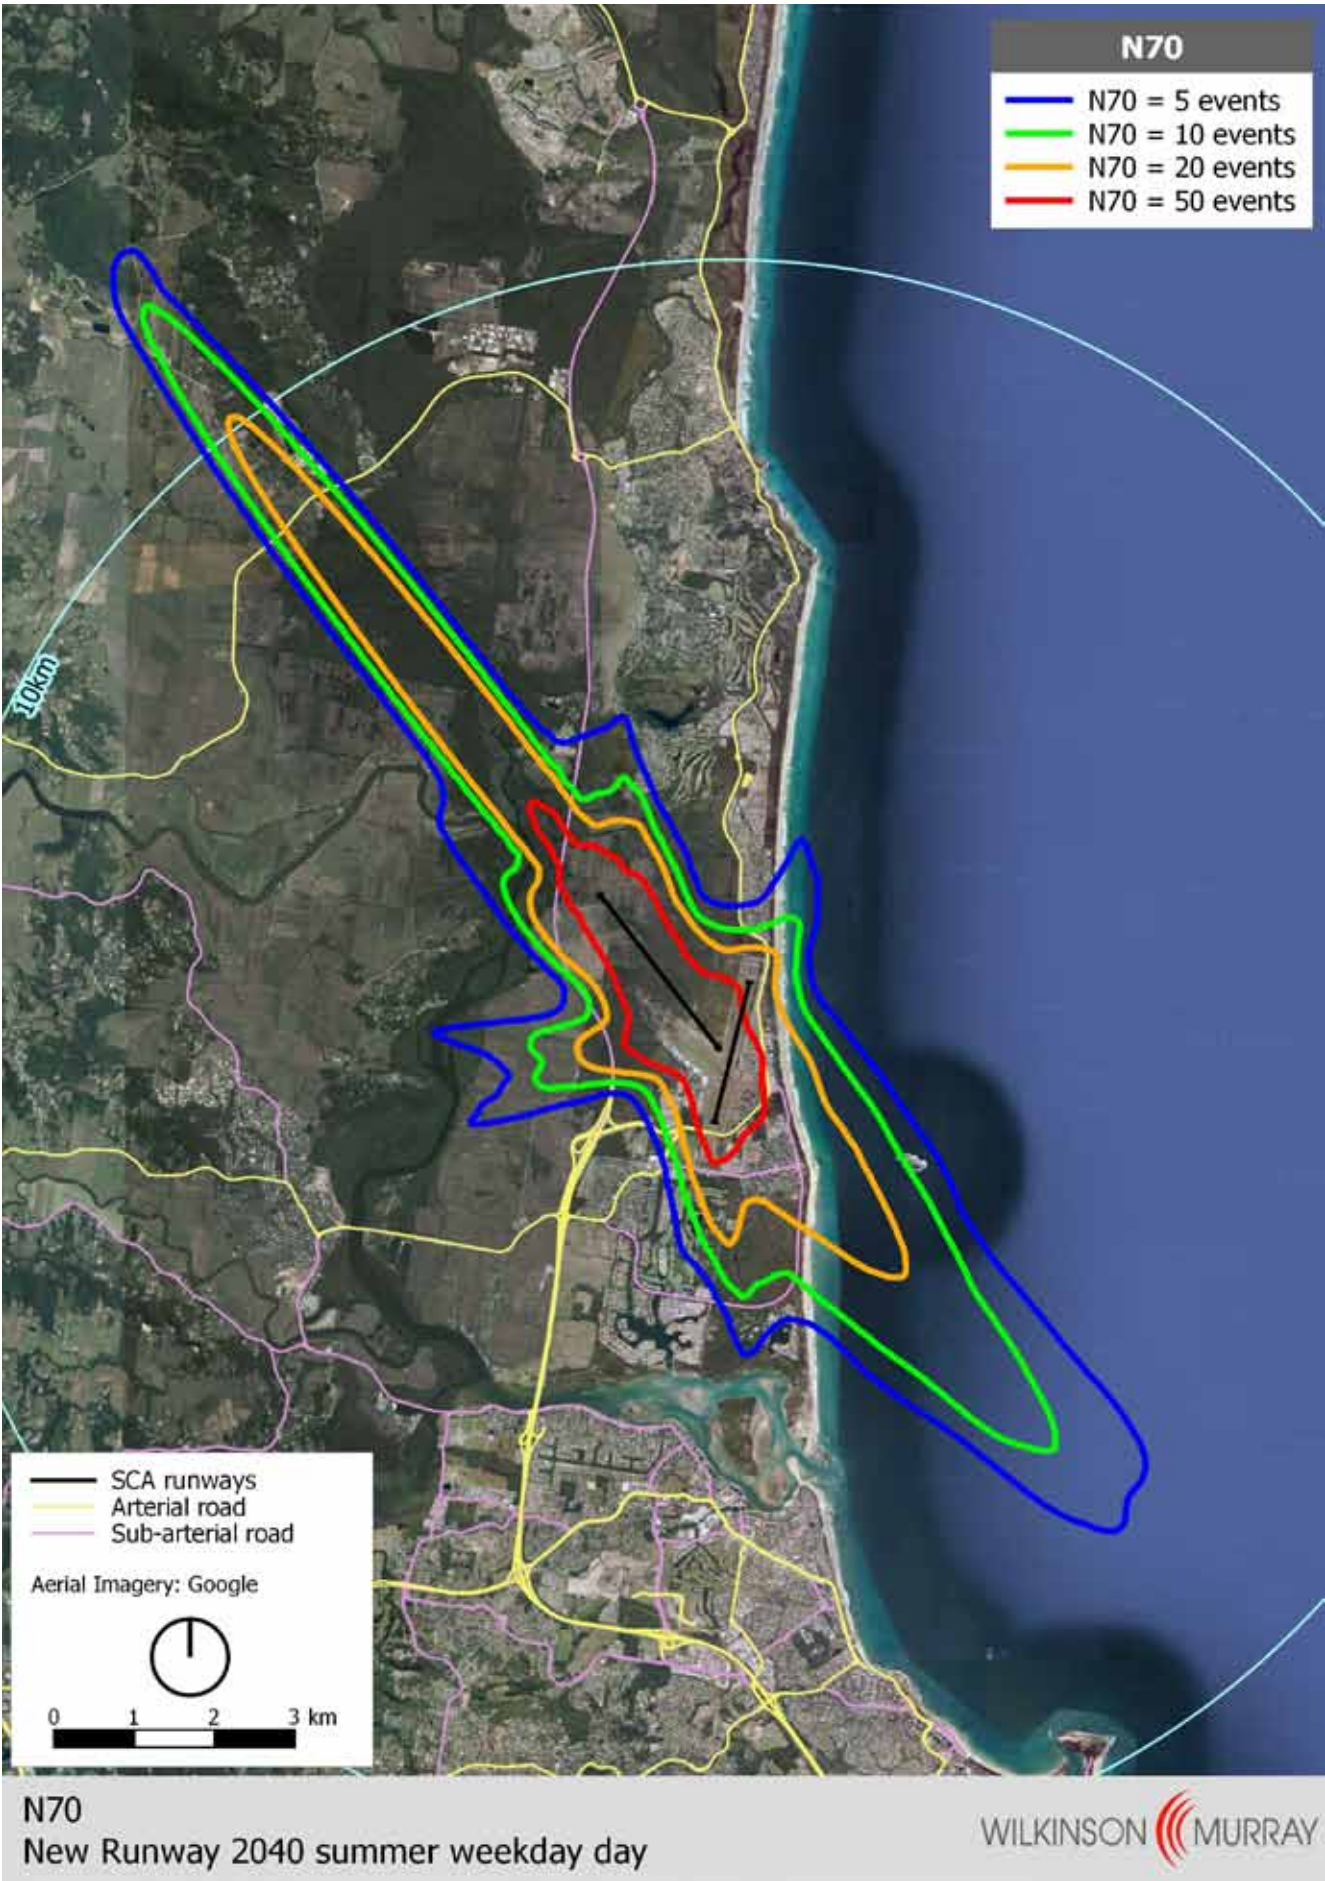 N70
N70 = 5 events
N70 = 10 events
N70 = 20 events
N70 = 50 events
10km
SCA runways
Arterial road
Sub-arterial road
Aerial Imagery: Google
0 1 2 3 km
N70
New Runway 2040 summer weekday day
WILKINSON MURRAY